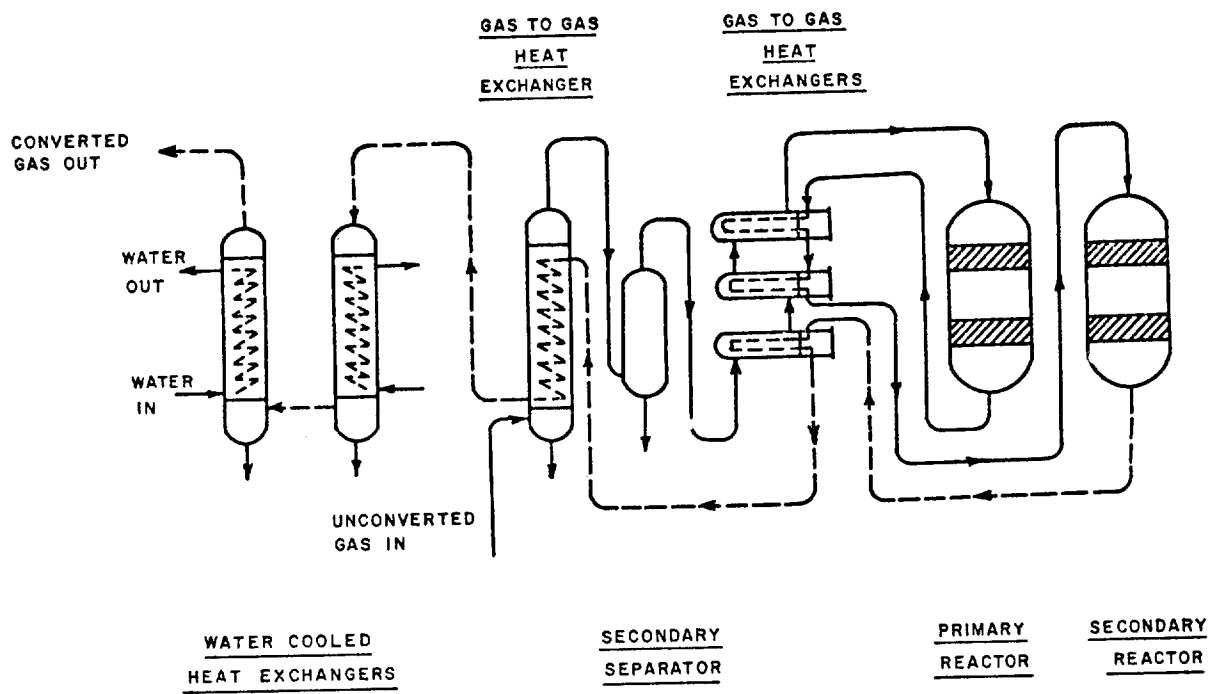 GAS TO GAS
HEAT
EXCHANGER
GAS TO GAS
HEAT
EXCHANGERS
CONVERTED
GAS OUT
WATER
OUT
WATER
IN
UNCONVERTED
GAS IN
WATER COOLED
HEAT EXCHANGERS
SECONDARY
SEPARATOR
PRIMARY
REACTOR
SECONDARY
REACTOR